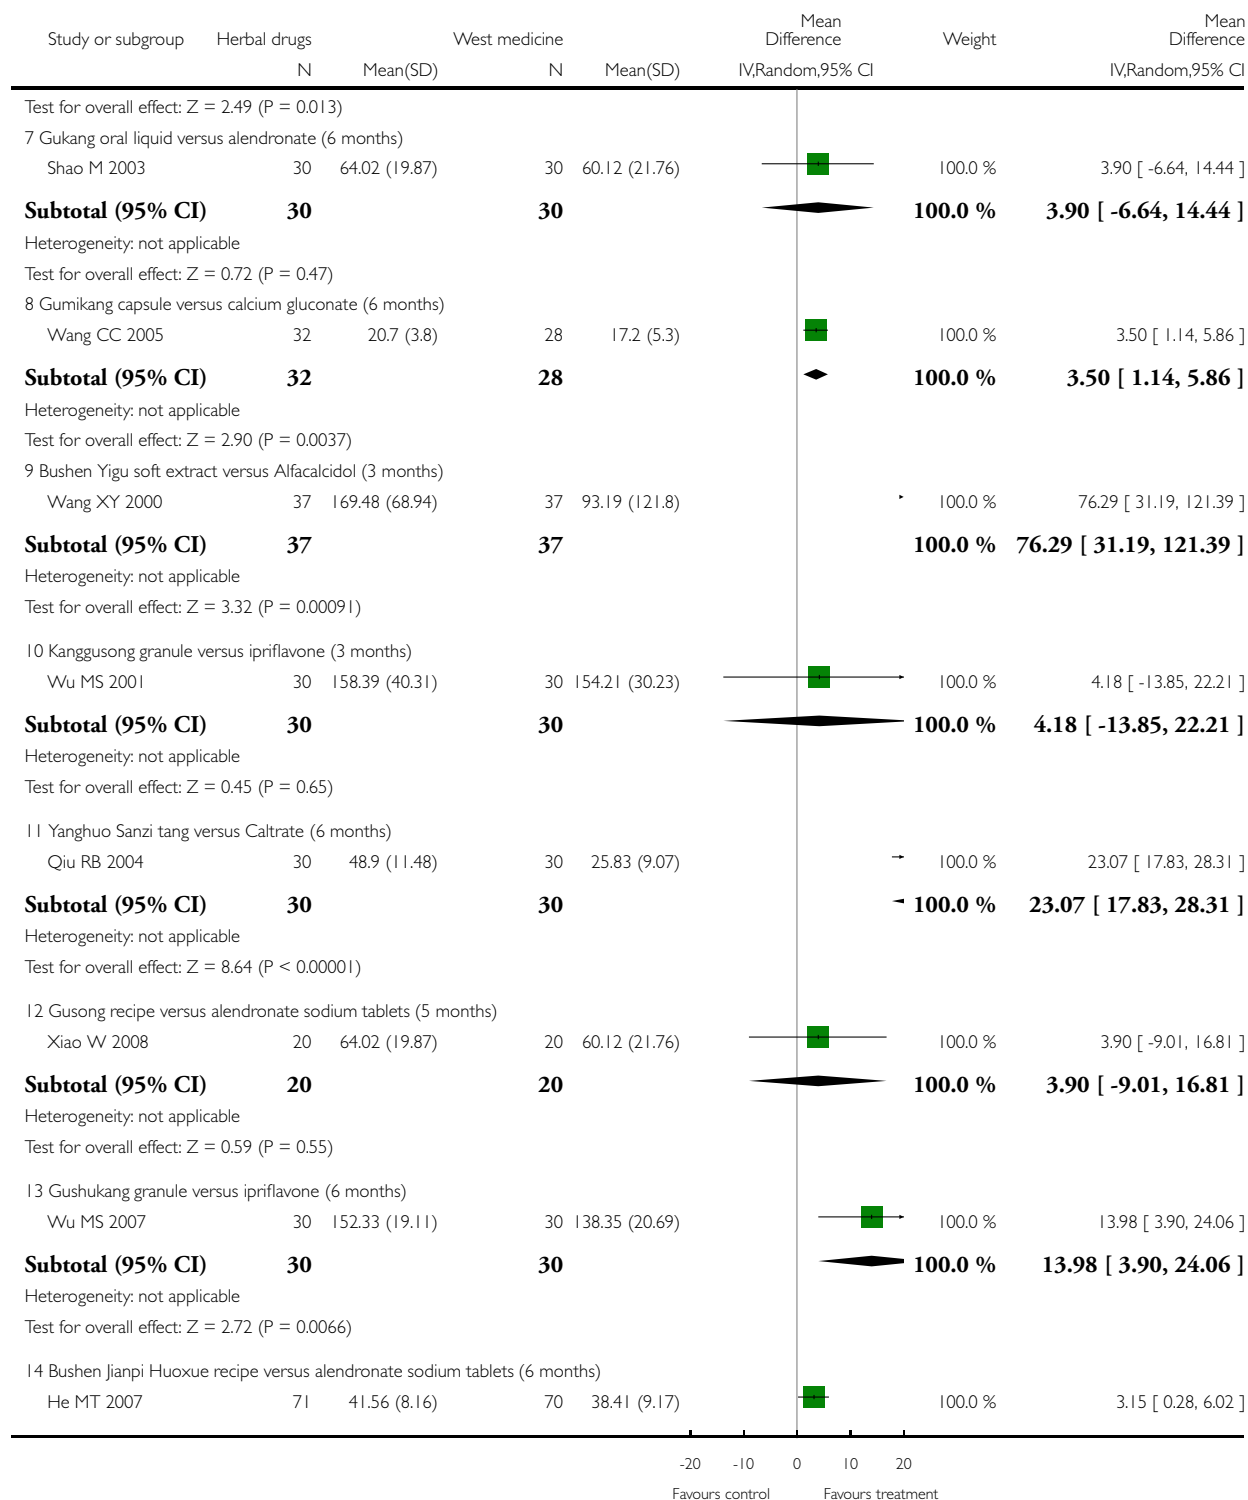 Study or subgroup Herbal drugs West medicine Mean Difference Weight Mean Difference
N Mean(SD) N Mean(SD) IV,Random,95% CI IV,Random,95% CI
Test for overall effect: Z = 2.49 (P = 0.013)
7 Gukang oral liquid versus alendronate (6 months)
Shao M 2003 30 64.02 (19.87) 30 60.12 (21.76) 100.0 % 3.90 [ -6.64, 14.44 ]
Subtotal (95% CI) 30 30 100.0 % 3.90 [ -6.64, 14.44 ]
Heterogeneity: not applicable
Test for overall effect: Z = 0.72 (P = 0.47)
8 Gumikang capsule versus calcium gluconate (6 months)
Wang CC 2005 32 20.7 (3.8) 28 17.2 (5.3) 100.0 % 3.50 [ 1.14, 5.86 ]
Subtotal (95% CI) 32 28 100.0 % 3.50 [ 1.14, 5.86 ]
Heterogeneity: not applicable
Test for overall effect: Z = 2.90 (P = 0.0037)
9 Bushen Yigu soft extract versus Alfacalcidol (3 months)
Wang XY 2000 37 169.48 (68.94) 37 93.19 (121.8) 100.0 % 76.29 [ 31.19, 121.39 ]
Subtotal (95% CI) 37 37 100.0 % 76.29 [ 31.19, 121.39 ]
Heterogeneity: not applicable
Test for overall effect: Z = 3.32 (P = 0.00091)
10 Kanggusong granule versus ipriflavone (3 months)
Wu MS 2001 30 158.39 (40.31) 30 154.21 (30.23) 100.0 % 4.18 [ -13.85, 22.21 ]
Subtotal (95% CI) 30 30 100.0 % 4.18 [ -13.85, 22.21 ]
Heterogeneity: not applicable
Test for overall effect: Z = 0.45 (P = 0.65)
11 Yanghuo Sanzi tang versus Caltrate (6 months)
Qiu RB 2004 30 48.9 (11.48) 30 25.83 (9.07) 100.0 % 23.07 [ 17.83, 28.31 ]
Subtotal (95% CI) 30 30 100.0 % 23.07 [ 17.83, 28.31 ]
Heterogeneity: not applicable
Test for overall effect: Z = 8.64 (P < 0.00001)
12 Gusong recipe versus alendronate sodium tablets (5 months)
Xiao W 2008 20 64.02 (19.87) 20 60.12 (21.76) 100.0 % 3.90 [ -9.01, 16.81 ]
Subtotal (95% CI) 20 20 100.0 % 3.90 [ -9.01, 16.81 ]
Heterogeneity: not applicable
Test for overall effect: Z = 0.59 (P = 0.55)
13 Gushukang granule versus ipriflavone (6 months)
Wu MS 2007 30 152.33 (19.11) 30 138.35 (20.69) 100.0 % 13.98 [ 3.90, 24.06 ]
Subtotal (95% CI) 30 30 100.0 % 13.98 [ 3.90, 24.06 ]
Heterogeneity: not applicable
Test for overall effect: Z = 2.72 (P = 0.0066)
14 Bushen Jianpi Huoxue recipe versus alendronate sodium tablets (6 months)
He MT 2007 71 41.56 (8.16) 70 38.41 (9.17) 100.0 % 3.15 [ 0.28, 6.02 ]
-20 -10 0 10 20
Favours control Favours treatment